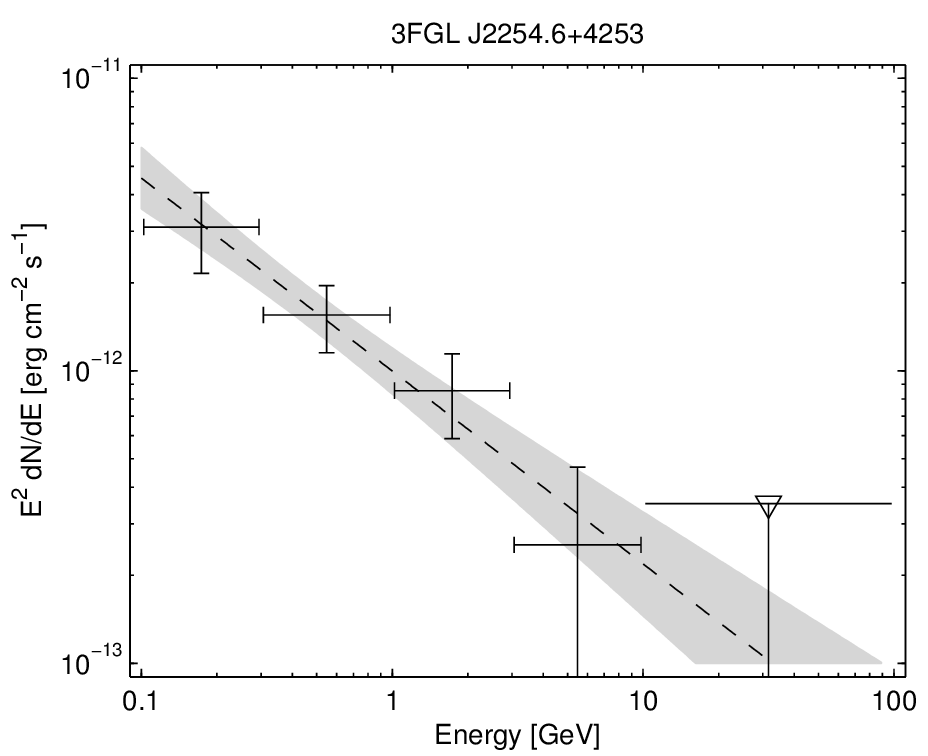 3FGL J2254.6+4253
10⁻¹¹
10⁻¹²
10⁻¹³
E² dN/dE [erg cm⁻² s⁻¹]
0.1 1 10 100
Energy [GeV]